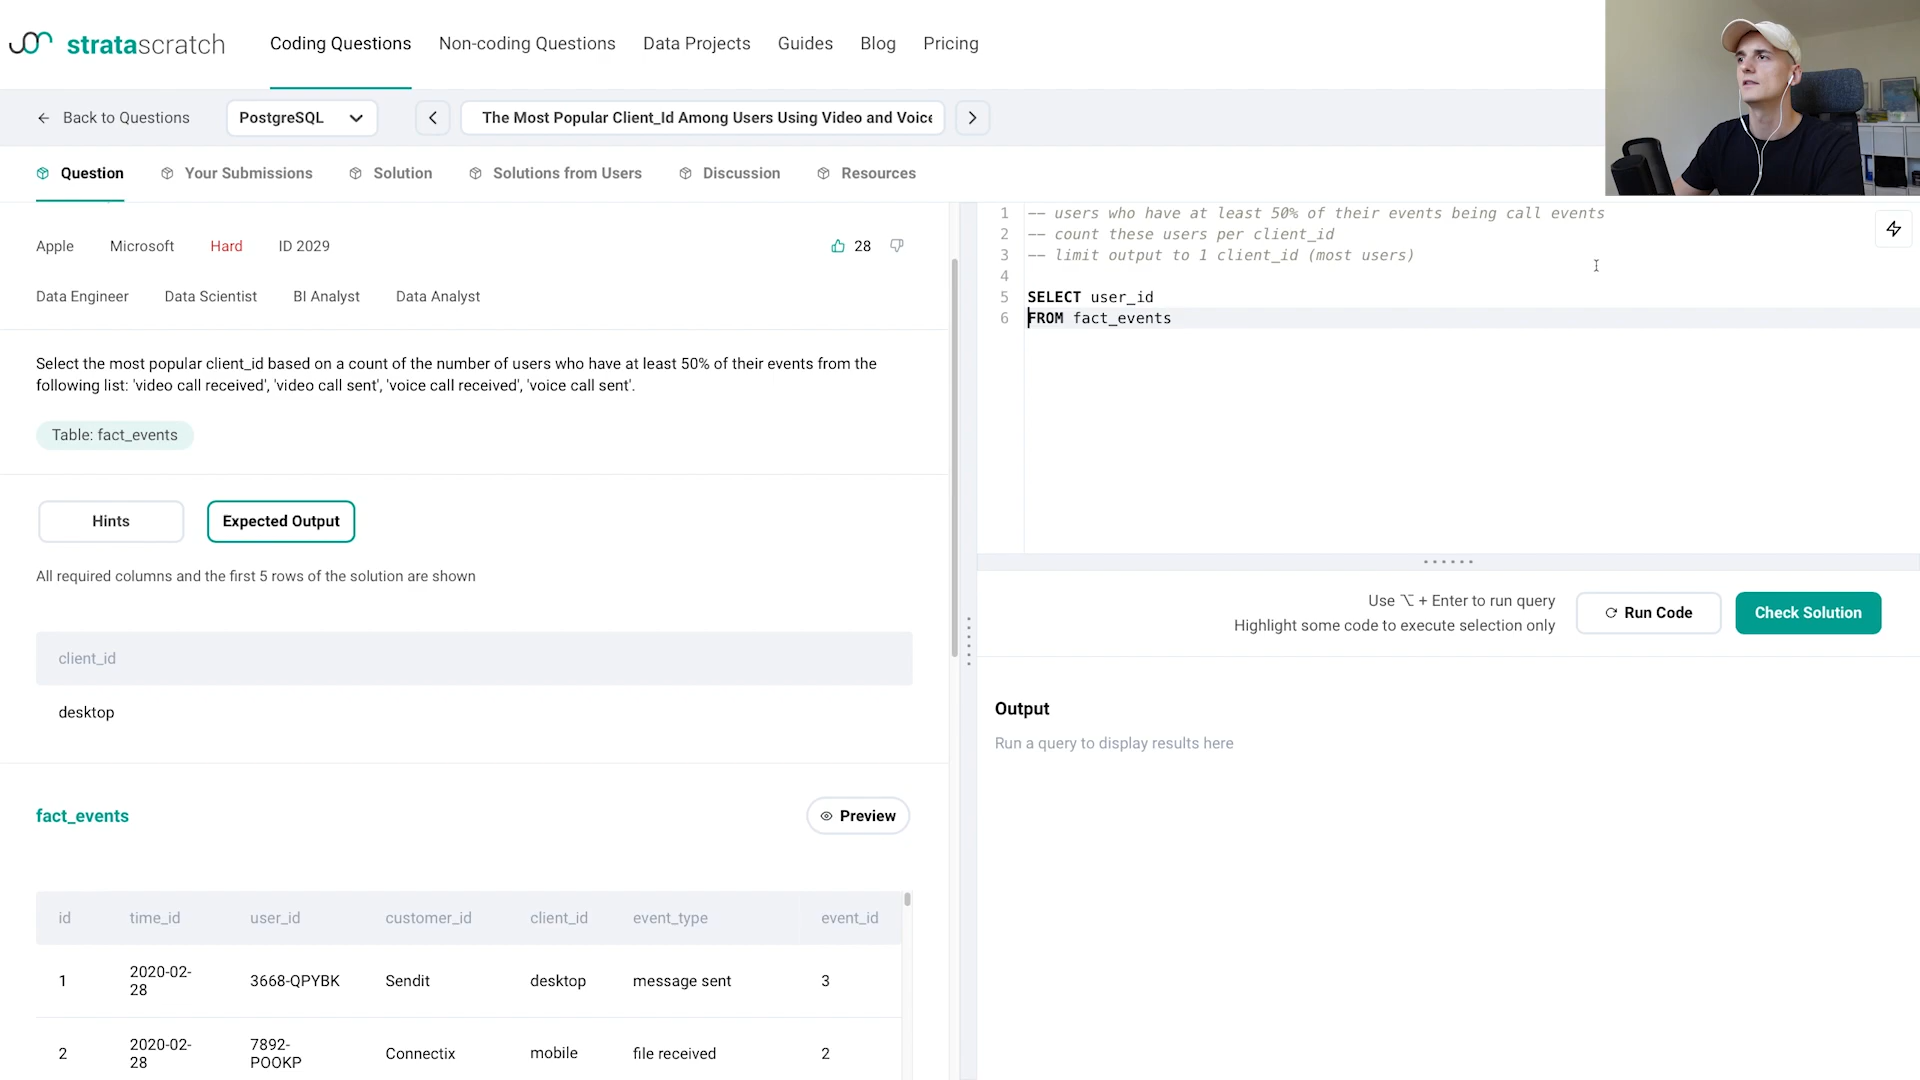 stratascratch
Coding Questions
Non-coding Questions
Data Projects
Guides
Blog
Pricing
Back to Questions
PostgreSQL
The Most Popular Client_Id Among Users Using Video and Voice
Question
Your Submissions
Solution
Solutions from Users
Discussion
Resources
Apple
Microsoft
Hard
ID 2029
28
Data Engineer
Data Scientist
BI Analyst
Data Analyst
Select the most popular client_id based on a count of the number of users who have at least 50% of their events from the
following list: 'video call received', 'video call sent', 'voice call received', 'voice call sent'.
Table: fact_events
Hints
Expected Output
All required columns and the first 5 rows of the solution are shown
client_id
desktop
fact_events
Preview
id time_id user_id customer_id client_id event_type event_id
1 2020-02-28 3668-QPYBK Sendit desktop message sent 3
2 2020-02-28 7892-POOKP Connectix mobile file received 2
1 -- users who have at least 50% of their events being call events
2 -- count these users per client_id
3 -- limit output to 1 client_id (most users)
4
5 SELECT user_id
6 FROM fact_events
Use ⌥ + Enter to run query
Highlight some code to execute selection only
Run Code
Check Solution
Output
Run a query to display results here